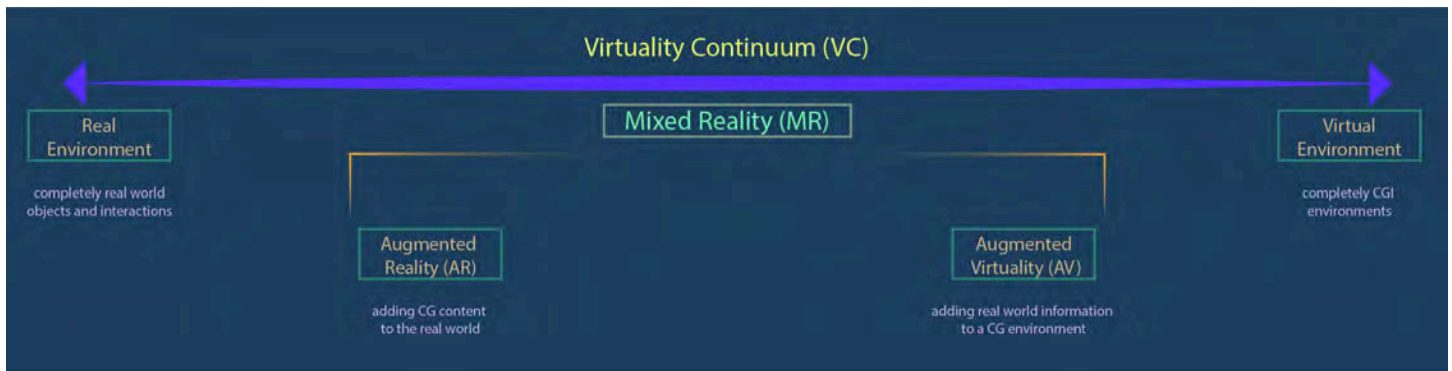 Virtuality Continuum (VC)
Mixed Reality (MR)
Real
Environment
completely real world
objects and interactions
Virtual
Environment
completely CGI
environments
Augmented
Reality (AR)
adding CG content
to the real world
Augmented
Virtuality (AV)
adding real world information
to a CG environment